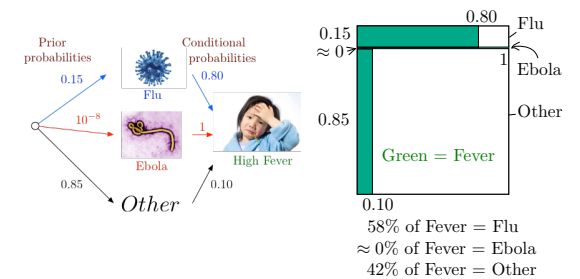 Prior
probabilities
Conditional
probabilities
0.15
0.80
Flu
10⁻⁸
1
Ebola
High Fever
0.85
0.10
Other
0.80
Flu
0.15
≈ 0
1
Ebola
0.85
Other
Green = Fever
0.10
58% of Fever = Flu
≈ 0% of Fever = Ebola
42% of Fever = Other